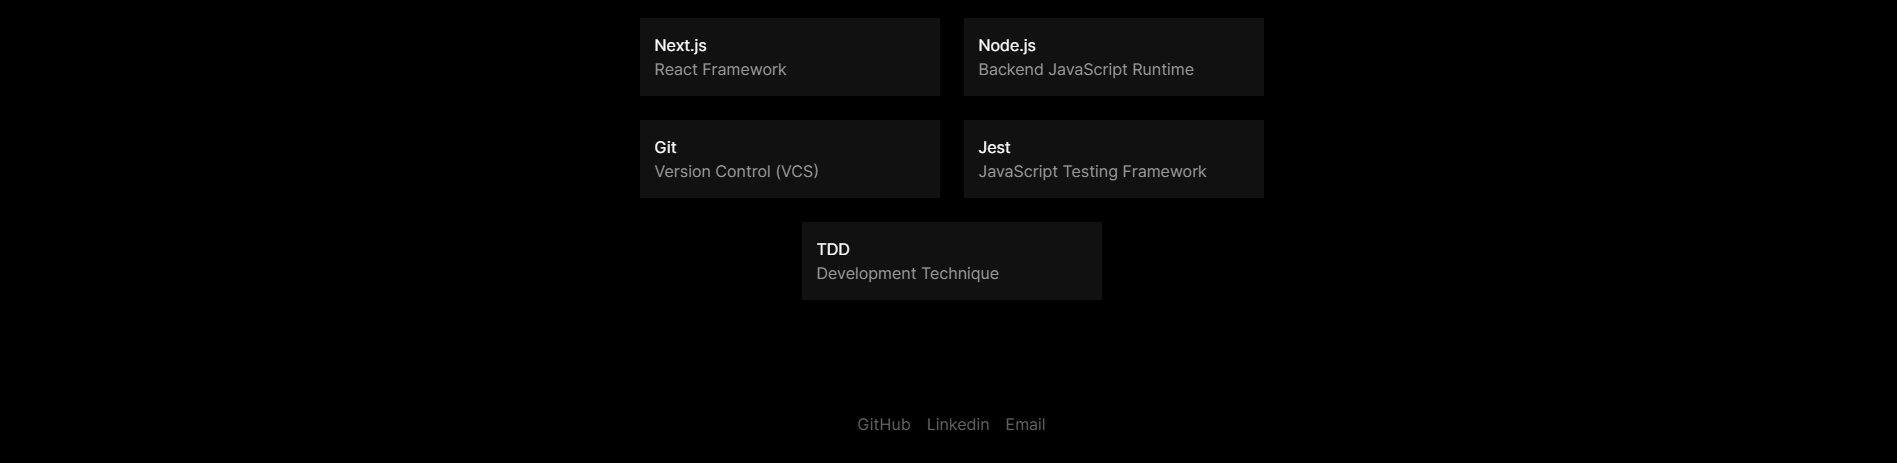 Next.js
React Framework
Node.js
Backend JavaScript Runtime
Git
Version Control (VCS)
Jest
JavaScript Testing Framework
TDD
Development Technique
GitHub Linkedin Email